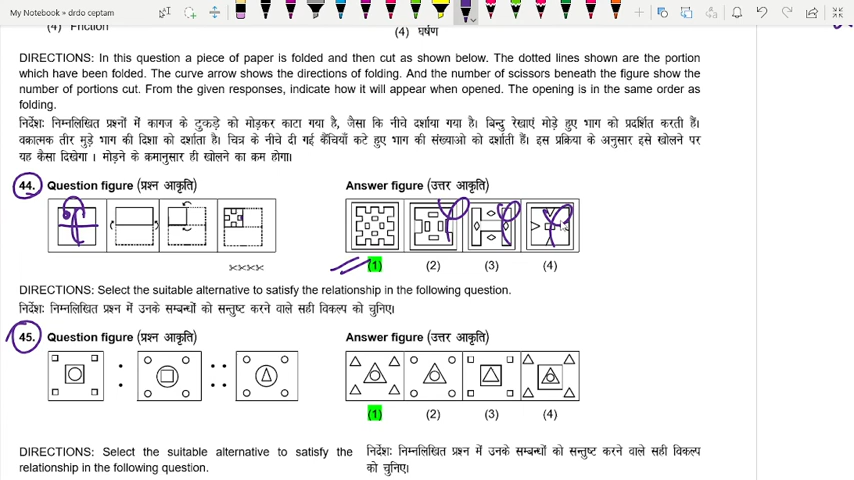 My Notebook » drdo ceptam
(4) Friction
(4) घर्षण
DIRECTIONS: In this question a piece of paper is folded and then cut as shown below. The dotted lines shown are the portion
which have been folded. The curve arrow shows the directions of folding. And the number of scissors beneath the figure show the
number of portions cut. From the given responses, indicate how it will appear when opened. The opening is in the same order as
folding.
निर्देश: निम्नलिखित प्रश्नों में कागज के टुकड़े को मोड़कर काटा गया है, जैसा कि नीचे दर्शाया गया है। बिन्दु रेखाएं मोड़े हुए भाग को प्रदर्शित करती हैं।
वक्रात्मक तीर मुड़े भाग की दिशा को दर्शाता है। चित्र के नीचे दी गई कैंचियाँ कटे हुए भाग की संख्याओ को दर्शाती हैं। इस प्रक्रिया के अनुसार इसे खोलने पर
यह कैसा दिखेगा । मोड़ने के क्रमानुसार ही खोलने का कम होगा।
44. Question figure (प्रश्न आकृति) Answer figure (उत्तर आकृति)
(1) (2) (3) (4)
DIRECTIONS: Select the suitable alternative to satisfy the relationship in the following question.
निर्देश: निम्नलिखित प्रश्न में उनके सम्बन्धों को सन्तुष्ट करने वाले सही विकल्प को चुनिए।
45. Question figure (प्रश्न आकृति) Answer figure (उत्तर आकृति)
(1) (2) (3) (4)
DIRECTIONS: Select the suitable alternative to satisfy the
relationship in the following question.
निर्देश: निम्नलिखित प्रश्न में उनके सम्बन्धों को सन्तुष्ट करने वाले सही विकल्प
को चुनिए।